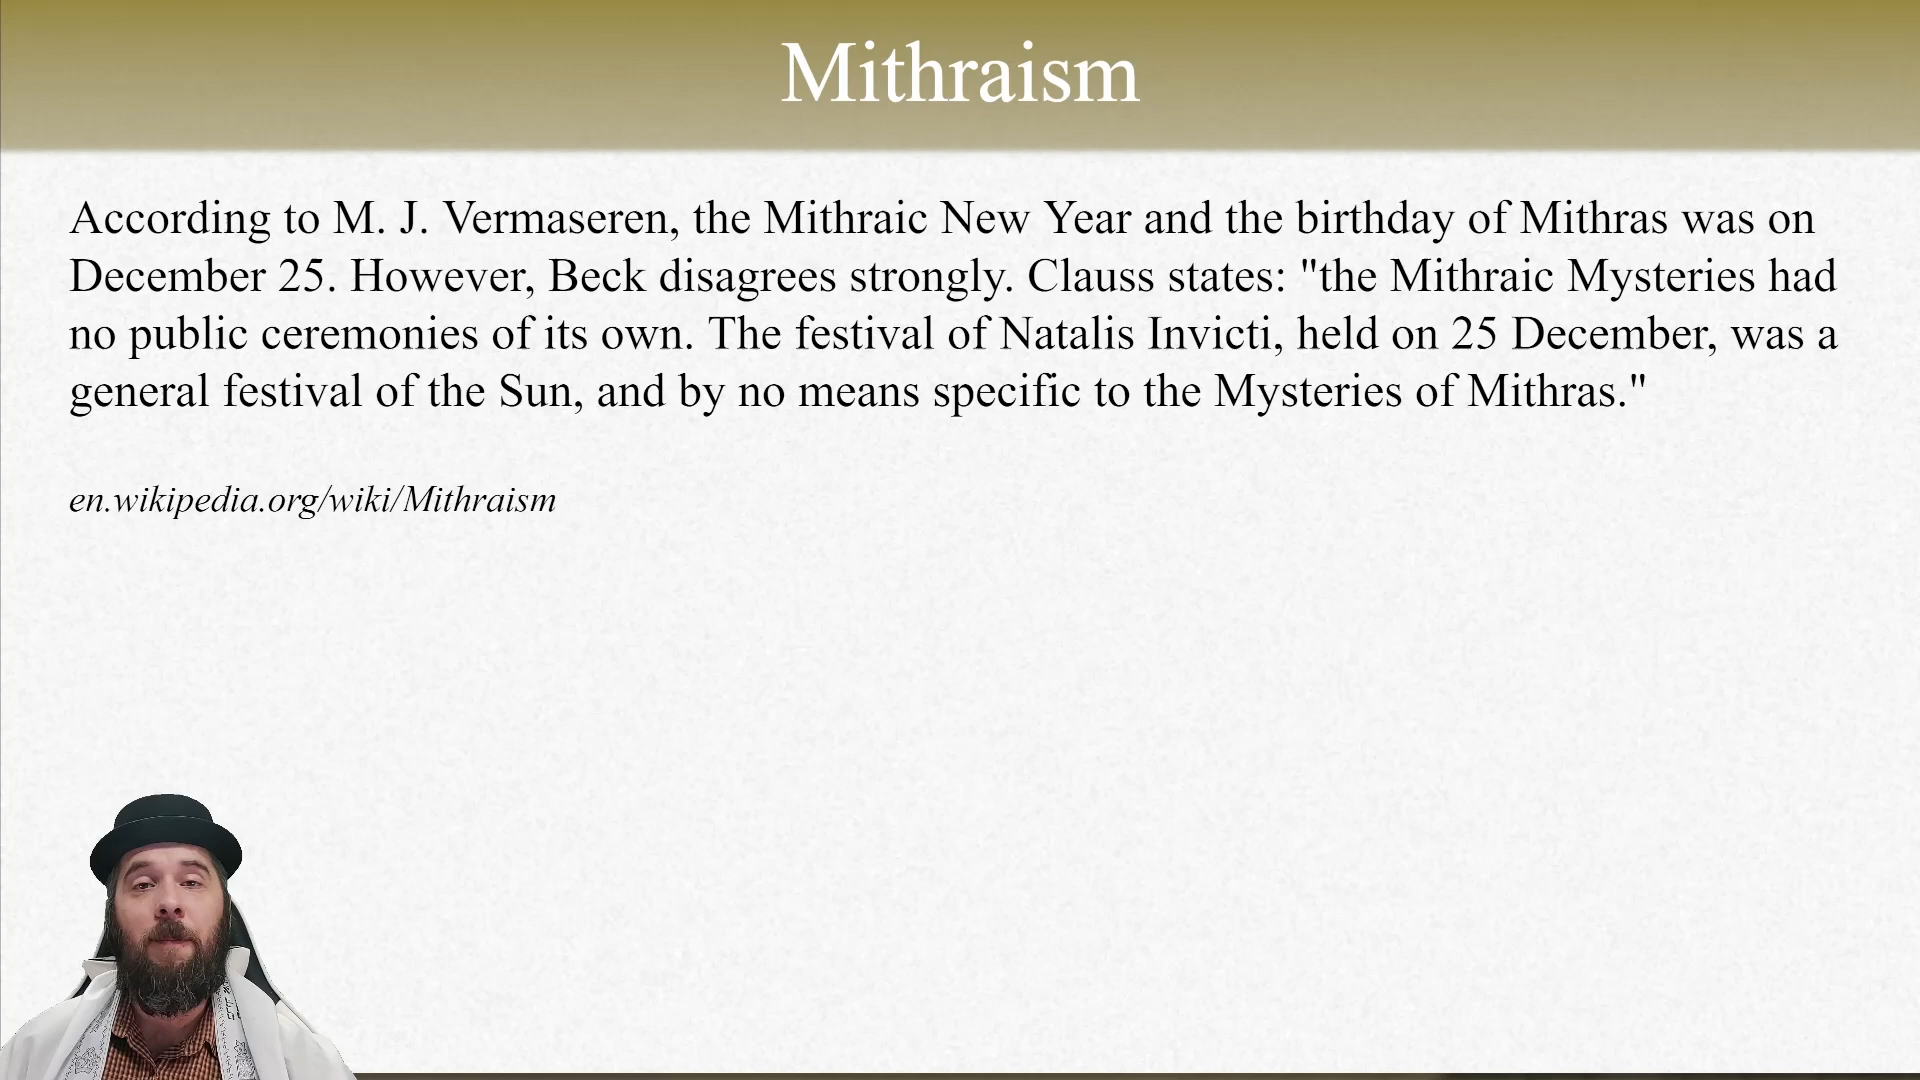 Mithraism
According to M. J. Vermaseren, the Mithraic New Year and the birthday of Mithras was on
December 25. However, Beck disagrees strongly. Clauss states: "the Mithraic Mysteries had
no public ceremonies of its own. The festival of Natalis Invicti, held on 25 December, was a
general festival of the Sun, and by no means specific to the Mysteries of Mithras."
en.wikipedia.org/wiki/Mithraism